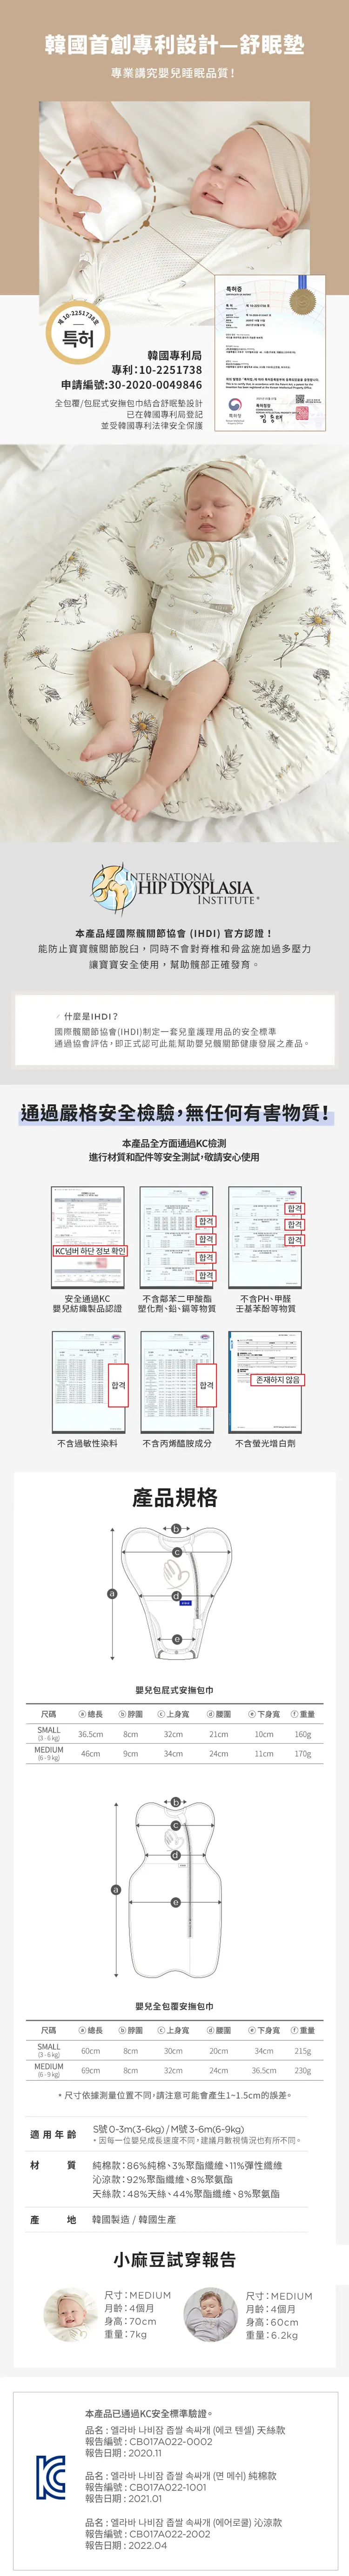 韓國首創專利設計—舒眠墊
專業講究嬰兒睡眠品質！
특허증
제 10-2251738호
특허
韓國專利局
專利：10-2251738
申請編號：30-2020-0049846
全包覆/包屁式安撫包巾結合舒眠墊設計
已在韓國專利局登記
並受韓國專利法律安全保護
INTERNATIONAL
HIP DYSPLASIA
INSTITUTE
本產品經國際髖關節協會 (IHDI) 官方認證！
能防止寶寶髖關節脫臼，同時不會對脊椎和骨盆施加過多壓力
讓寶寶安全使用，幫助髖部正確發育。
什麼是IHDI？
國際髖關節協會(IHDI)制定一套兒童護理用品的安全標準
通過協會評估，即正式認可此能幫助嬰兒髖關節健康發展之產品。
通過嚴格安全檢驗，無任何有害物質！
本產品全方面通過KC檢測
進行材質和配件等安全測試，敬請安心使用
KC넘버 하단 정보 확인
합격
합격
합격
합격
합격
합격
합격
安全通過KC
嬰兒紡織製品認證
不含鄰苯二甲酸酯
塑化劑、鉛、鎘等物質
不含PH、甲醛
壬基苯酚等物質
합격
합격
존재하지 않음
不含過敏性染料
不含丙烯醯胺成分
不含螢光增白劑
產品規格
a b c d e
嬰兒包屁式安撫包巾
尺碼 ⓐ總長 ⓑ脖圍 ⓒ上身寬 ⓓ腰圍 ⓔ下身寬 ⓕ重量
SMALL (3-6kg) 36.5cm 8cm 32cm 21cm 10cm 160g
MEDIUM (6-9kg) 46cm 9cm 34cm 24cm 11cm 170g
a b c d e
嬰兒全包覆安撫包巾
尺碼 ⓐ總長 ⓑ脖圍 ⓒ上身寬 ⓓ腰圍 ⓔ下身寬 ⓕ重量
SMALL (3-6kg) 60cm 8cm 30cm 20cm 34cm 215g
MEDIUM (6-9kg) 69cm 8cm 32cm 24cm 36.5cm 230g
* 尺寸依據測量位置不同，請注意可能會產生1~1.5cm的誤差。
適用年齡 S號 0-3m(3-6kg) / M號 3-6m(6-9kg)
* 因每一位嬰兒成長速度不同，建議月數視情況也有所不同。
材質 純棉款：86%純棉、3%聚酯纖維、11%彈性纖維
沁涼款：92%聚酯纖維、8%聚氨酯
天絲款：48%天絲、44%聚酯纖維、8%聚氨酯
產地 韓國製造 / 韓國生產
小麻豆試穿報告
尺寸：MEDIUM
月齡：4個月
身高：70cm
重量：7kg
尺寸：MEDIUM
月齡：4個月
身高：60cm
重量：6.2kg
本產品已通過KC安全標準驗證。
品名 : 엘라바 나비잠 좁쌀 속싸개 (에코 텐셀) 天絲款
報告編號 : CB017A022-0002
報告日期 : 2020.11
品名 : 엘라바 나비잠 좁쌀 속싸개 (면 메쉬) 純棉款
報告編號 : CB017A022-1001
報告日期 : 2021.01
品名 : 엘라바 나비잠 좁쌀 속싸개 (에어로쿨) 沁涼款
報告編號 : CB017A022-2002
報告日期 : 2022.04